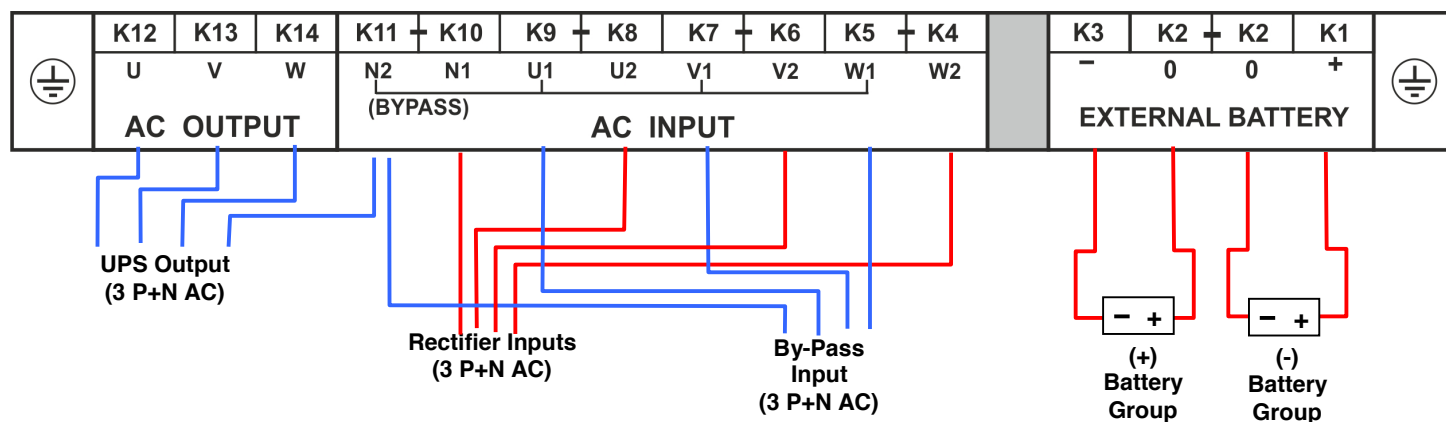 K12 K13 K14 K11 K10 K9 K8 K7 K6 K5 K4 K3 K2 K2 K1
U V W N2 N1 U1 U2 V1 V2 W1 W2 − 0 0 +
(BYPASS)
AC OUTPUT AC INPUT EXTERNAL BATTERY
UPS Output
(3 P+N AC)
Rectifier Inputs
(3 P+N AC)
By-Pass
Input
(3 P+N AC)
− +
(+)
Battery
Group
− +
(-)
Battery
Group